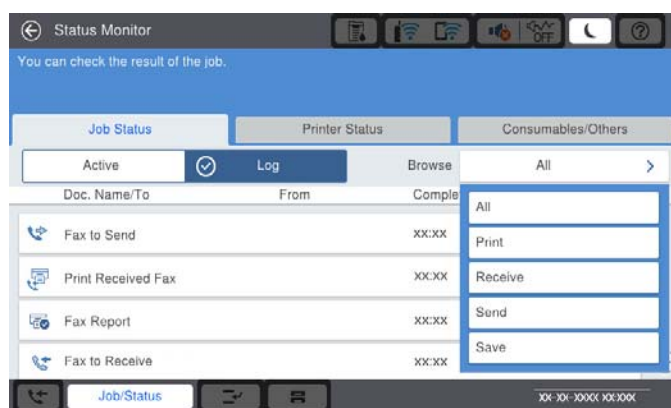 Status Monitor
OFF
You can check the result of the job.
Job Status
Printer Status
Consumables/Others
Active
Log
Browse
All
Doc. Name/To
From
Comple
All
Fax to Send
XX:XX
Print
Print Received Fax
XX:XX
Receive
Fax Report
XX:XX
Send
Save
Fax to Receive
XX:XX
Job/Status
XX-XX-XXXX XX:XXX